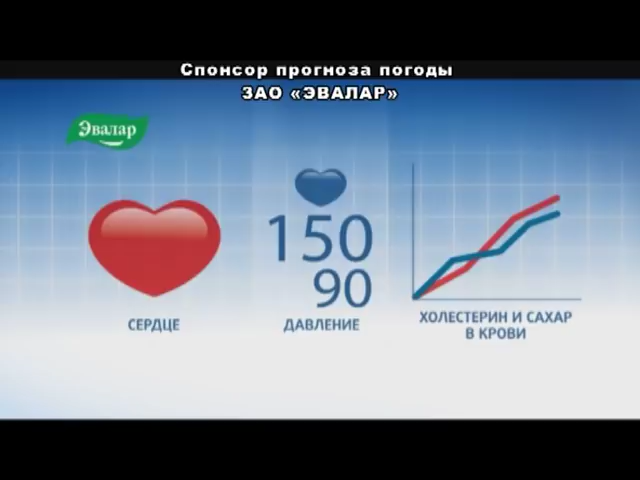 Спонсор прогноза погоды
ЗАО «ЭВАЛАР»
Эвалар
150
90
СЕРДЦЕ
ДАВЛЕНИЕ
ХОЛЕСТЕРИН И САХАР
В КРОВИ